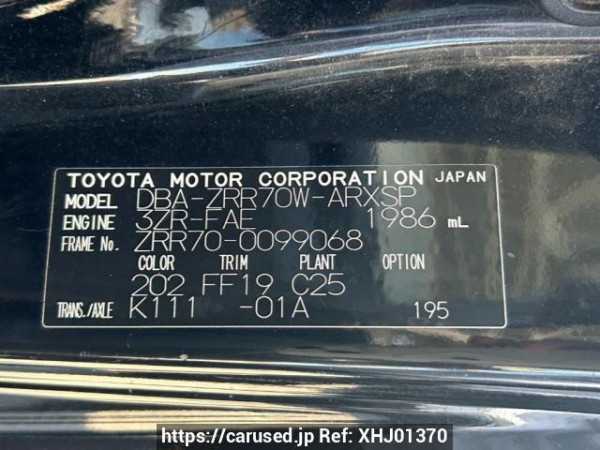 TOYOTA MOTOR CORPORATION JAPAN
MODEL DBA-ZRR70W-ARXSP
ENGINE 3ZR-FAE 1986 mL
FRAME No. ZRR70-0099068
COLOR TRIM PLANT OPTION
202 FF19 C25
TRANS./AXLE K111 -01A 195
https://carused.jp Ref: XHJ01370